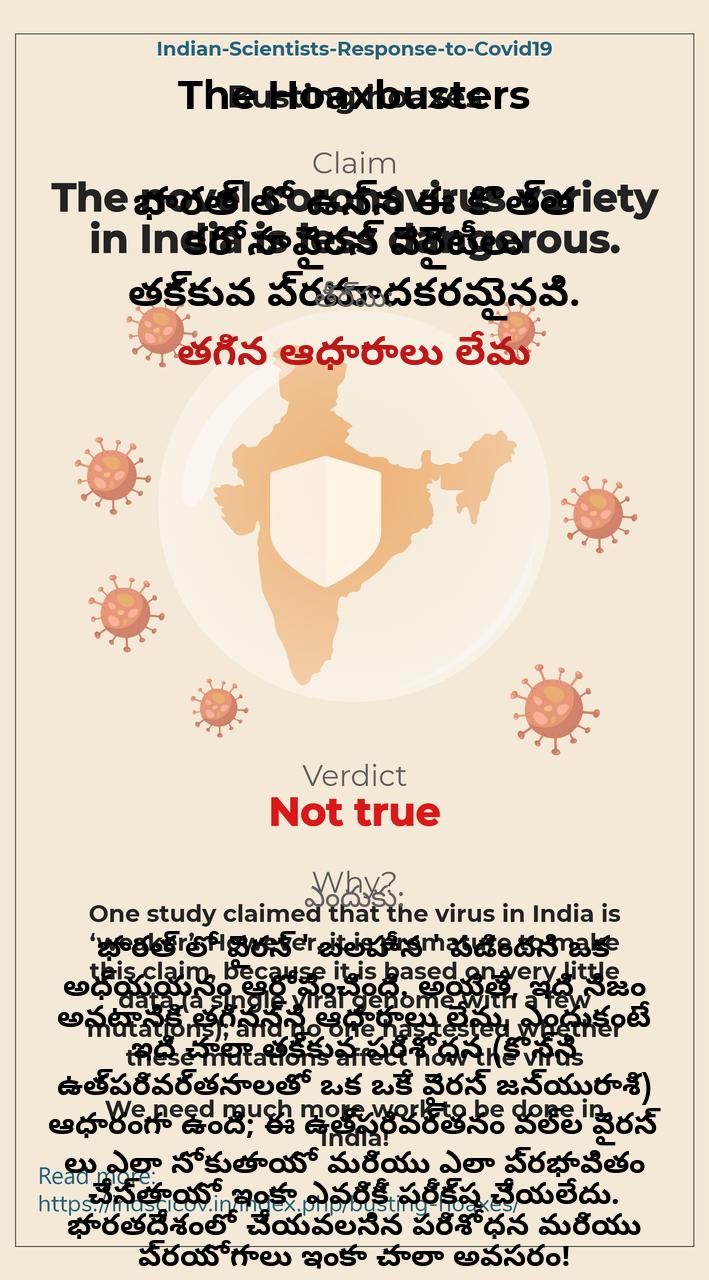 Indian-Scientists-Response-to-Covid19
The Hoaxbusters
Busting hoaxes
Claim
The novel coronavirus variety
in India is less dangerous.
భారత్ లో ఉన్న ఈ కొత్త
కరోనావైరస్
తక్కువ ప్రమాదకరమైనవి.
తీర్పు:
తగిన ఆధారాలు లేవు
Verdict
Not true
Why?
ఎందుకు:
One study claimed that the virus in India is
‘weaker’. However, it is premature to make
this claim, because it is based on very little
data (a single viral genome with a few
mutations), and no one has tested whether
these mutations affect how the virus
We need much more work to be done in
India!
భారత్ లో వైరస్ 'బలహీన' పడిందని ఒక
అధ్యయనం ఆరోపించింది. అయితే, ఇది నిజం
అనటానికి తగినన్ని ఆధారాలు లేవు, ఎందుకంటే
ఇది చాలా తక్కువ పరిశోధన (కొన్ని
ఉత్పరివర్తనాలతో ఒక ఒకే వైరస్ జన్యురాశి)
ఆధారంగా ఉంది; ఈ ఉత్పరివర్తనం వల్ల వైరస్
లు ఎలా సోకుతాయో మరియు ఎలా ప్రభావితం
చేస్తాయో ఇంకా ఎవరికీ పరీక్ష చేయలేదు.
భారతదేశంలో చేయవలసిన పరిశోధన మరియు
ప్రయోగాలు ఇంకా చాలా అవసరం!
Read more:
https://indscicov.in/index.php/busting-hoaxes/